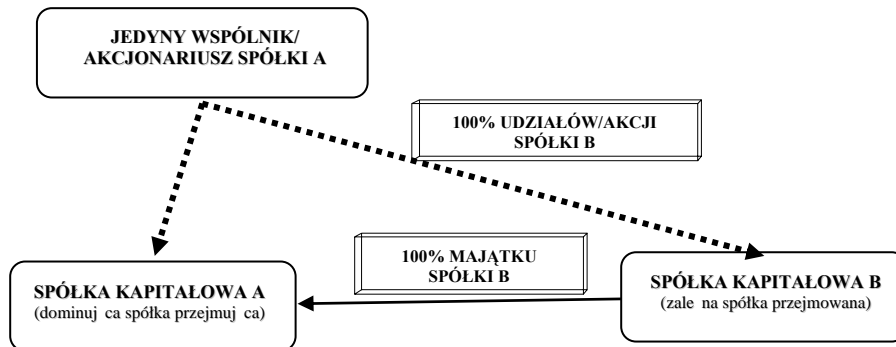 JEDYNY WSPÓLNIK/
AKCJONARIUSZ SPÓŁKI A
100% UDZIAŁÓW/AKCJI
SPÓŁKI B
100% MAJĄTKU
SPÓŁKI B
SPÓŁKA KAPITAŁOWA A
(dominuj ca spółka przejmuj ca)
SPÓŁKA KAPITAŁOWA B
(zale na spółka przejmowana)